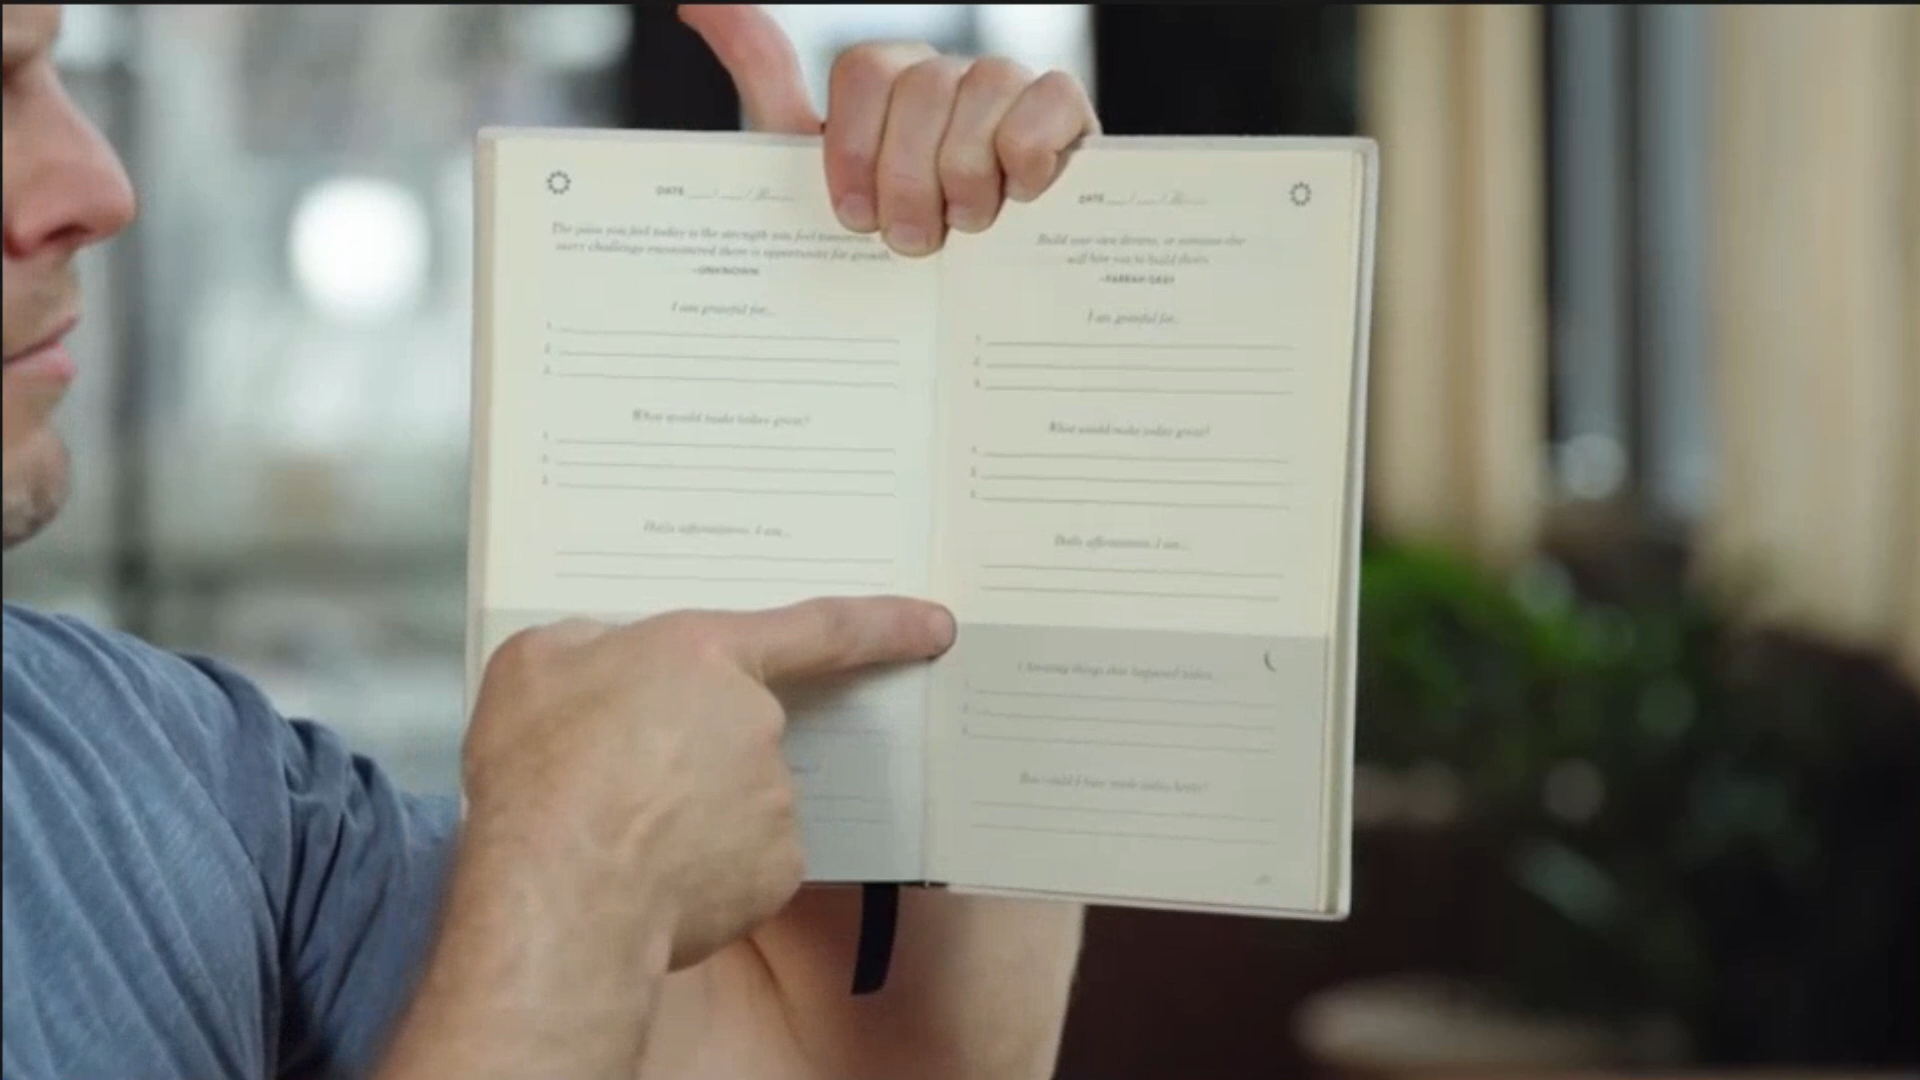 DATE / /
The pain you feel today is the strength you feel tomorrow.
every challenge encountered there is opportunity for growth.
-UNKNOWN
I am grateful for...
1.
2.
3.
What would make today great?
1.
2.
3.
Daily affirmations. I am...
DATE / /
Build your own dreams, or someone else
will hire you to build theirs.
-FARRAH GRAY
I am grateful for...
1.
2.
3.
What would make today great?
1.
2.
3.
Daily affirmations. I am...
3 Amazing things that happened today...
1.
2.
3.
How could I have made today better?